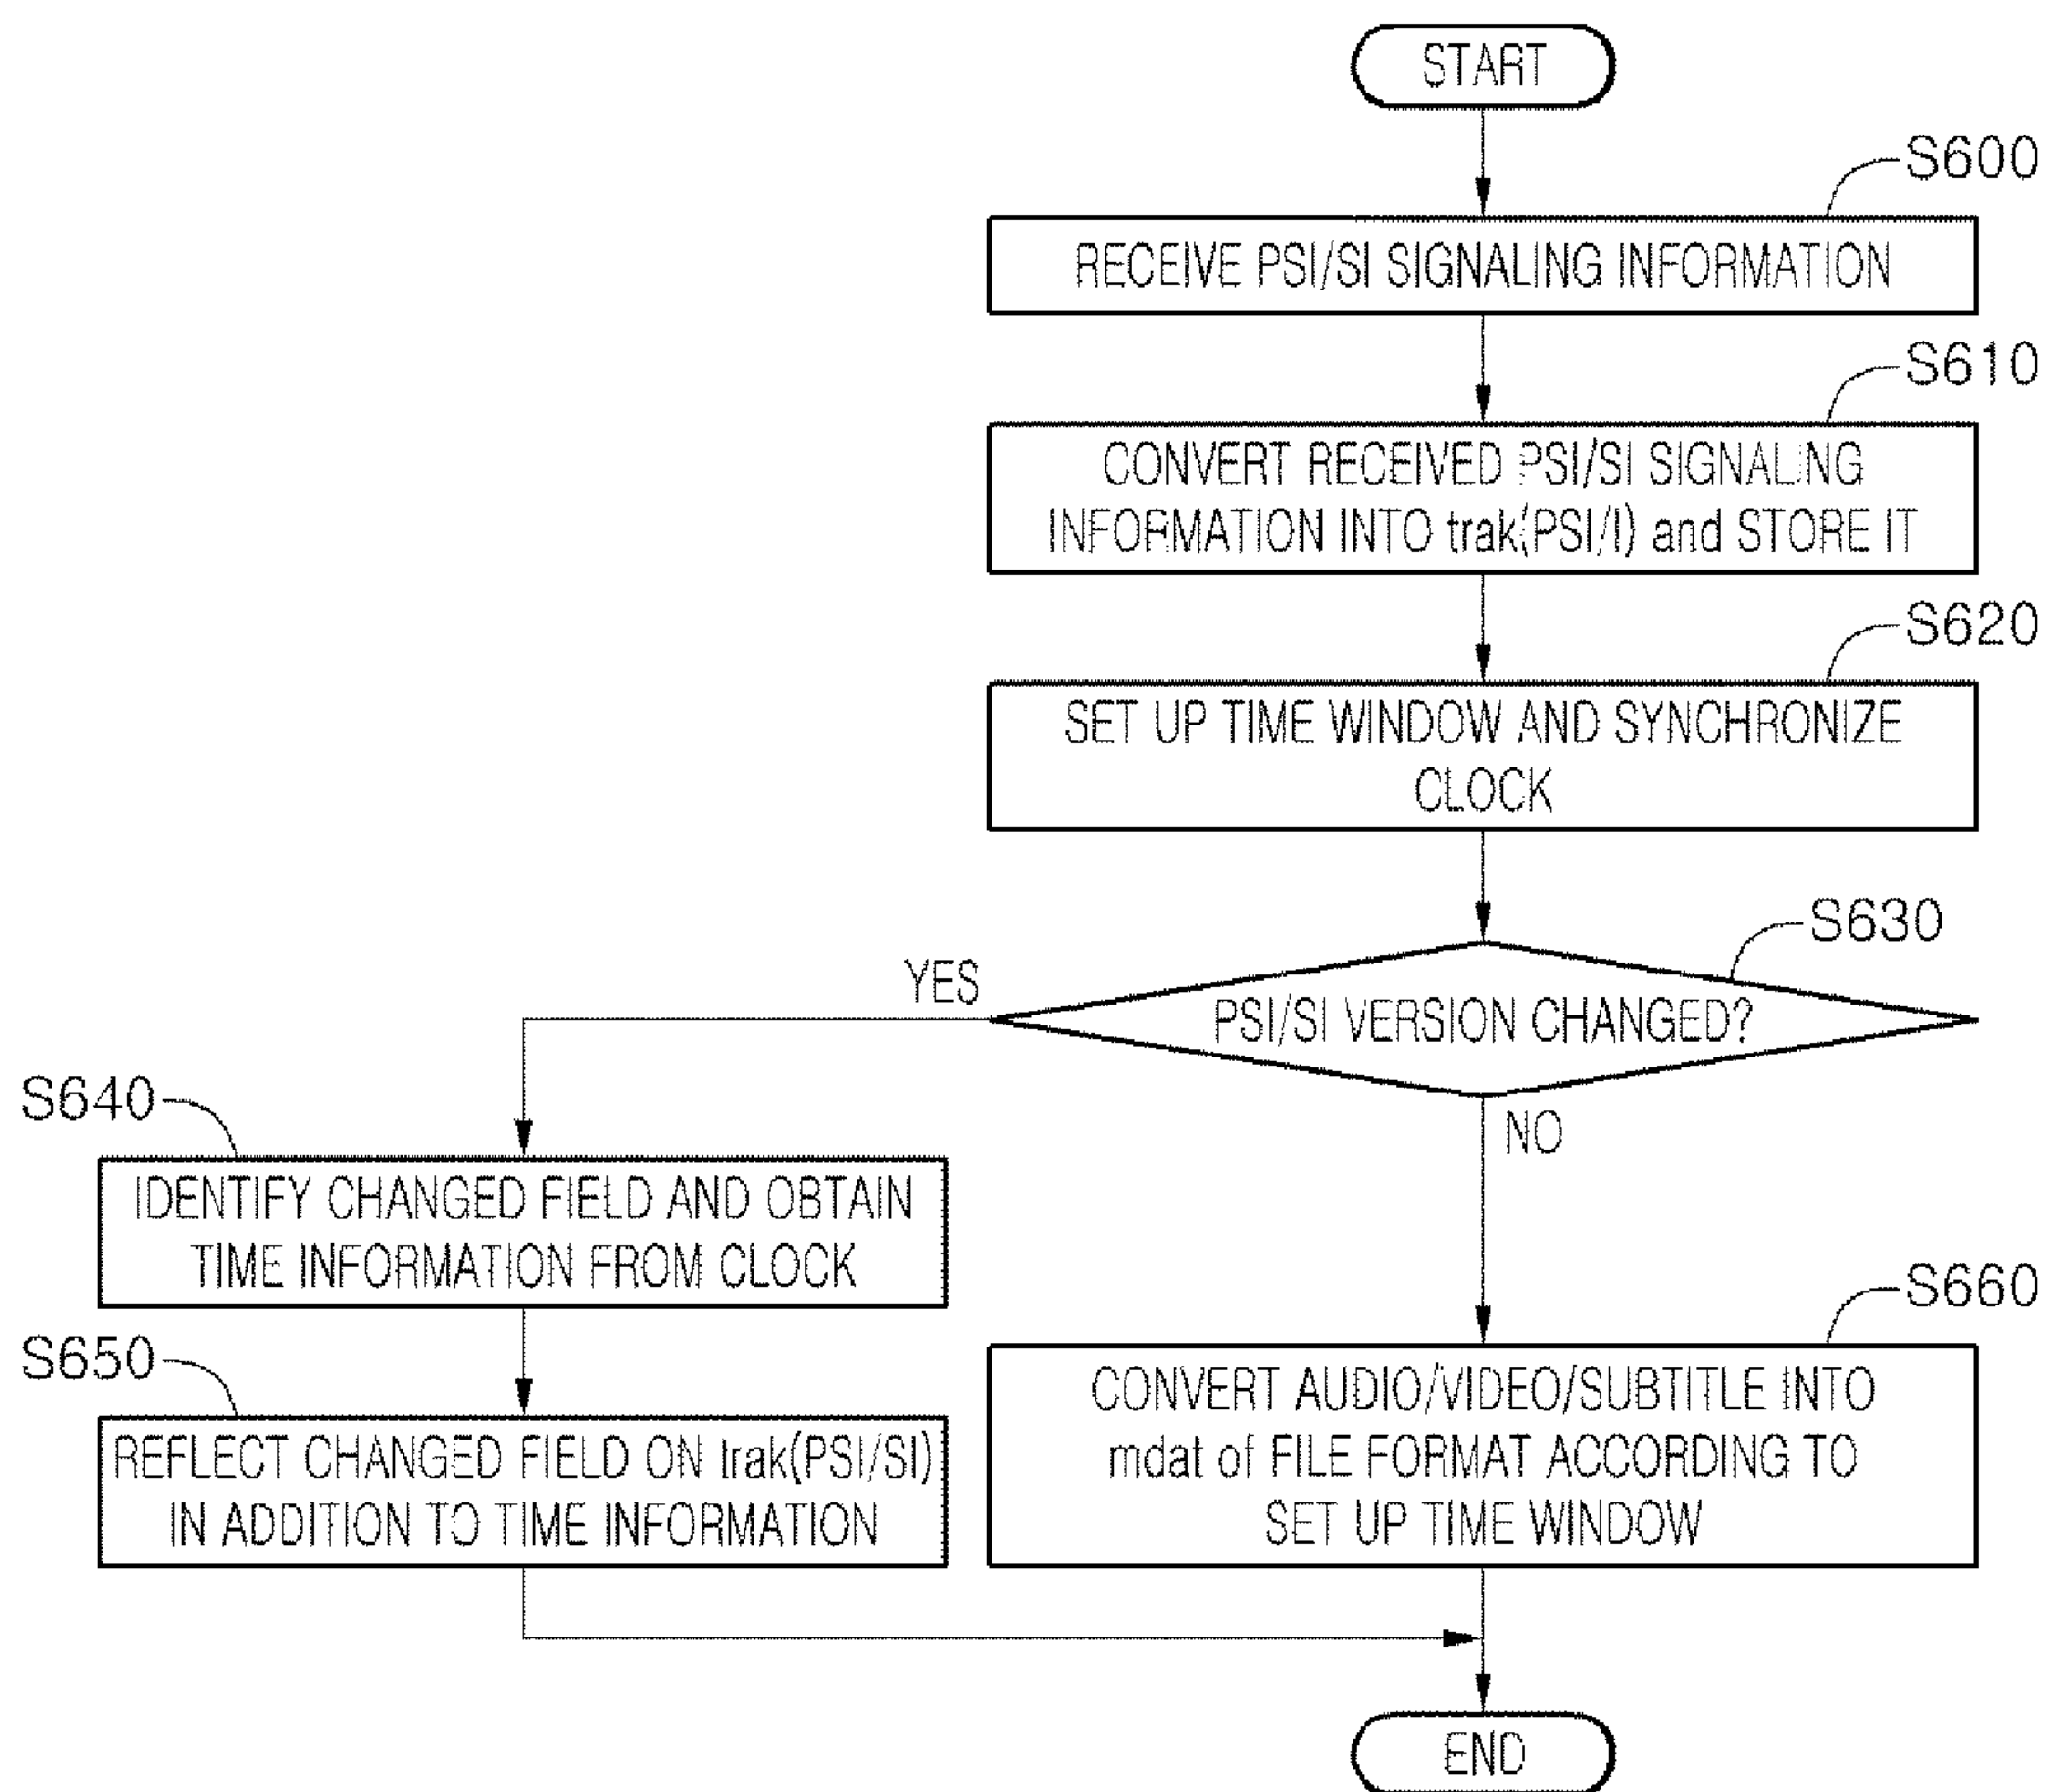 START
S600
RECEIVE PSI/SI SIGNALING INFORMATION
S610
CONVERT RECEIVED PSI/SI SIGNALING
INFORMATION INTO trak(PSI/I) and STORE IT
S620
SET UP TIME WINDOW AND SYNCHRONIZE
CLOCK
S630
PSI/SI VERSION CHANGED?
YES
NO
S640
IDENTIFY CHANGED FIELD AND OBTAIN
TIME INFORMATION FROM CLOCK
S650
REFLECT CHANGED FIELD ON trak(PSI/SI)
IN ADDITION TO TIME INFORMATION
S660
CONVERT AUDIO/VIDEO/SUBTITLE INTO
mdat of FILE FORMAT ACCORDING TO
SET UP TIME WINDOW
END